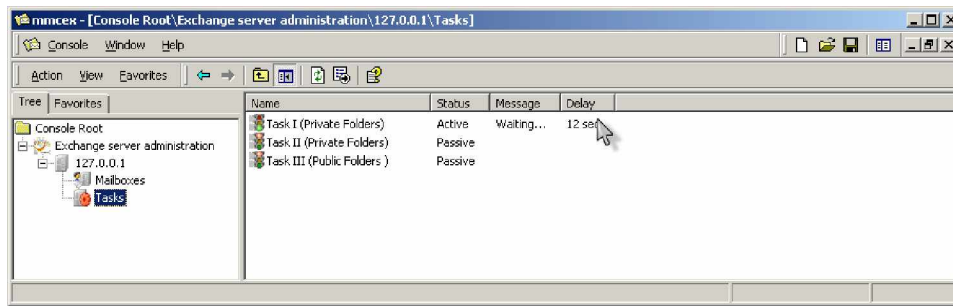 mmcex - [Console Root\Exchange server administration\127.0.0.1\Tasks]
Console Window Help
Action View Favorites
Tree Favorites
Name Status Message Delay
Console Root
Exchange server administration
127.0.0.1
Mailboxes
Tasks
Task I (Private Folders) Active Waiting... 12 sec
Task II (Private Folders) Passive
Task III (Public Folders ) Passive